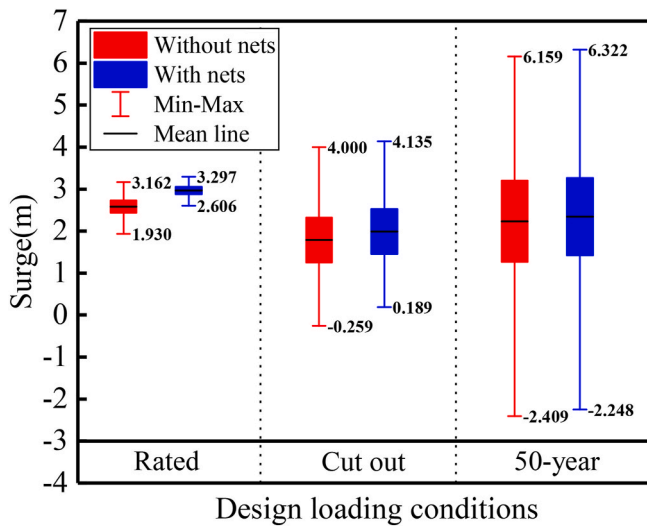 7
6
5
4
3
2
1
0
-1
-2
-3
-4
Surge(m)
Without nets
With nets
Min-Max
Mean line
3.162
1.930
3.297
2.606
4.000
-0.259
4.135
0.189
6.159
-2.409
6.322
-2.248
Rated
Cut out
50-year
Design loading conditions